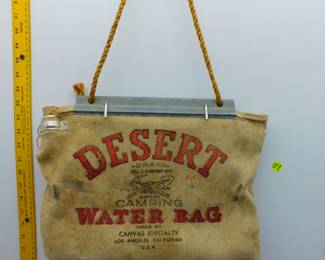 DESERT
BRAND
CAMPING
WATER BAG
CANVAS SPECIALTY
LOS ANGELES, CALIFORNIA
U.S.A.